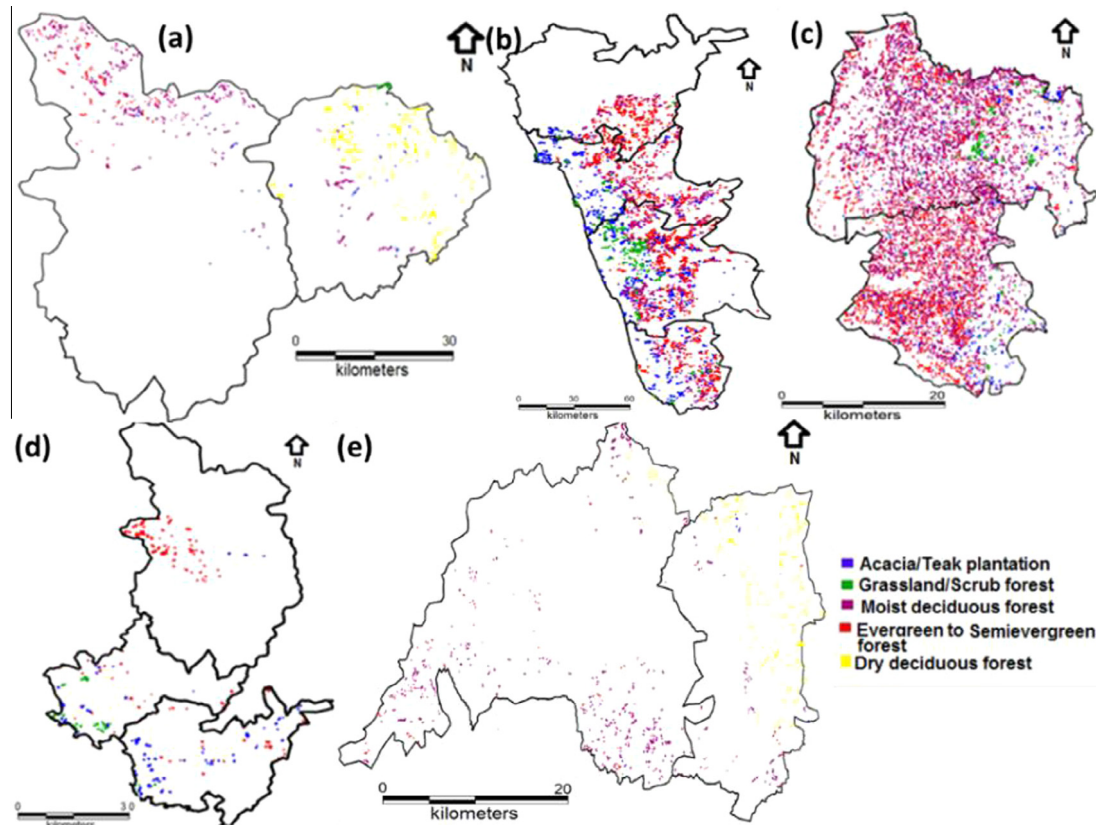 (a)
N
0 30
kilometers
(b)
N
0 30 60
kilometers
(c)
N
0 20
kilometers
(d)
N
0 30
kilometers
(e)
N
0 20
kilometers
Acacia/Teak plantation
Grassland/Scrub forest
Moist deciduous forest
Evergreen to Semievergreen
forest
Dry deciduous forest